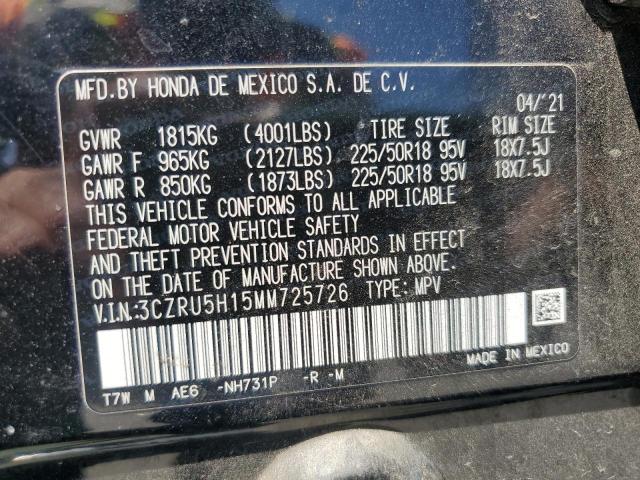 MFD.BY HONDA DE MEXICO S.A. DE C.V.
04/'21
GVWR 1815KG (4001LBS) TIRE SIZE RIM SIZE
GAWR F 965KG (2127LBS) 225/50R18 95V 18X7.5J
GAWR R 850KG (1873LBS) 225/50R18 95V 18X7.5J
THIS VEHICLE CONFORMS TO ALL APPLICABLE
FEDERAL MOTOR VEHICLE SAFETY
AND THEFT PREVENTION STANDARDS IN EFFECT
ON THE DATE OF MANUFACTURE SHOWN ABOVE.
V.I.N.:3CZRU5H15MM725726 TYPE: MPV
MADE IN MEXICO
T7W M AE6 -NH731P -R -M